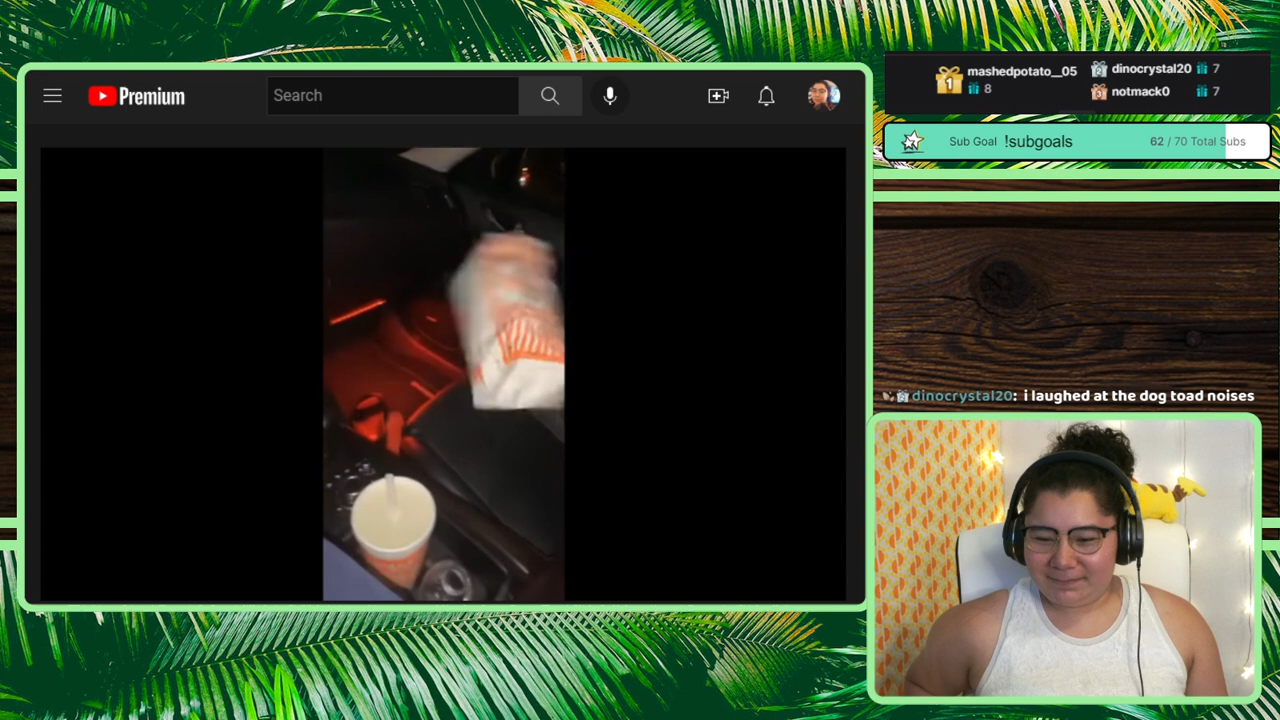 Premium
Search
mashedpotato__05
8
dinocrystal20 7
notmack0 7
Sub Goal !subgoals 62 / 70 Total Subs
dinocrystal20: i laughed at the dog toad noises